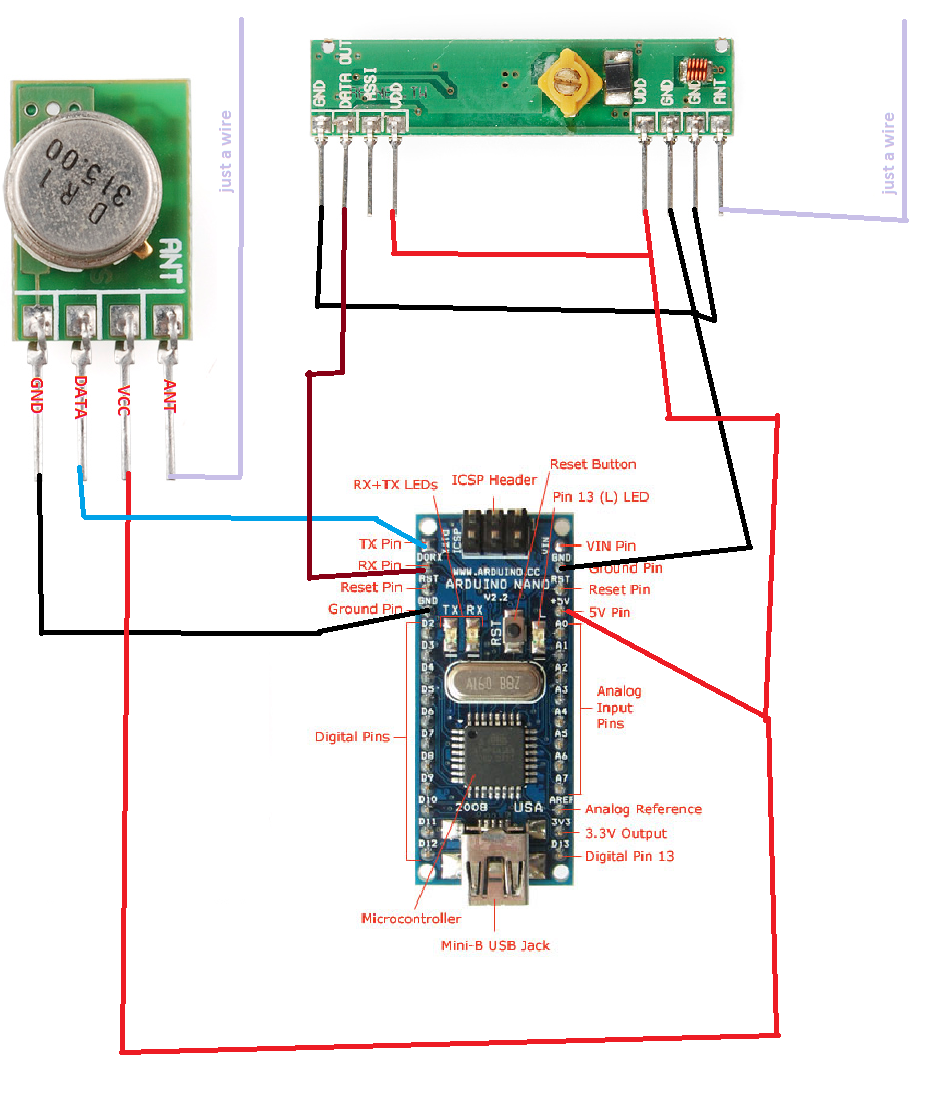 GND
DATA OUT
RSSI
VDD
VDD
GND
GND
ANT
just a wire
just a wire
D R 1
315.00
ANT
GND
DATA
VCC
ANT
Reset Button
ICSP Header
RX+TX LEDs
Pin 13 (L) LED
ICSP
VIN
TX Pin
VIN Pin
GND
RX Pin
Ground Pin
WWW.ARDUINO.CC
RST
RST
Reset Pin
ARDUINO NANO
Reset Pin
V2.2
GND
+5V
Ground Pin
TX RX
5V Pin
RST
D2
A0
D3
A1
D4
A2
D5
A3
D6
A4
D7
A5
D8
A6
D9
A7
D10
AREF
D11
3V3
D12
D13
Analog
Input
Pins
Digital Pins
2008 USA
Analog Reference
3.3V Output
Digital Pin 13
Microcontroller
Mini-B USB Jack